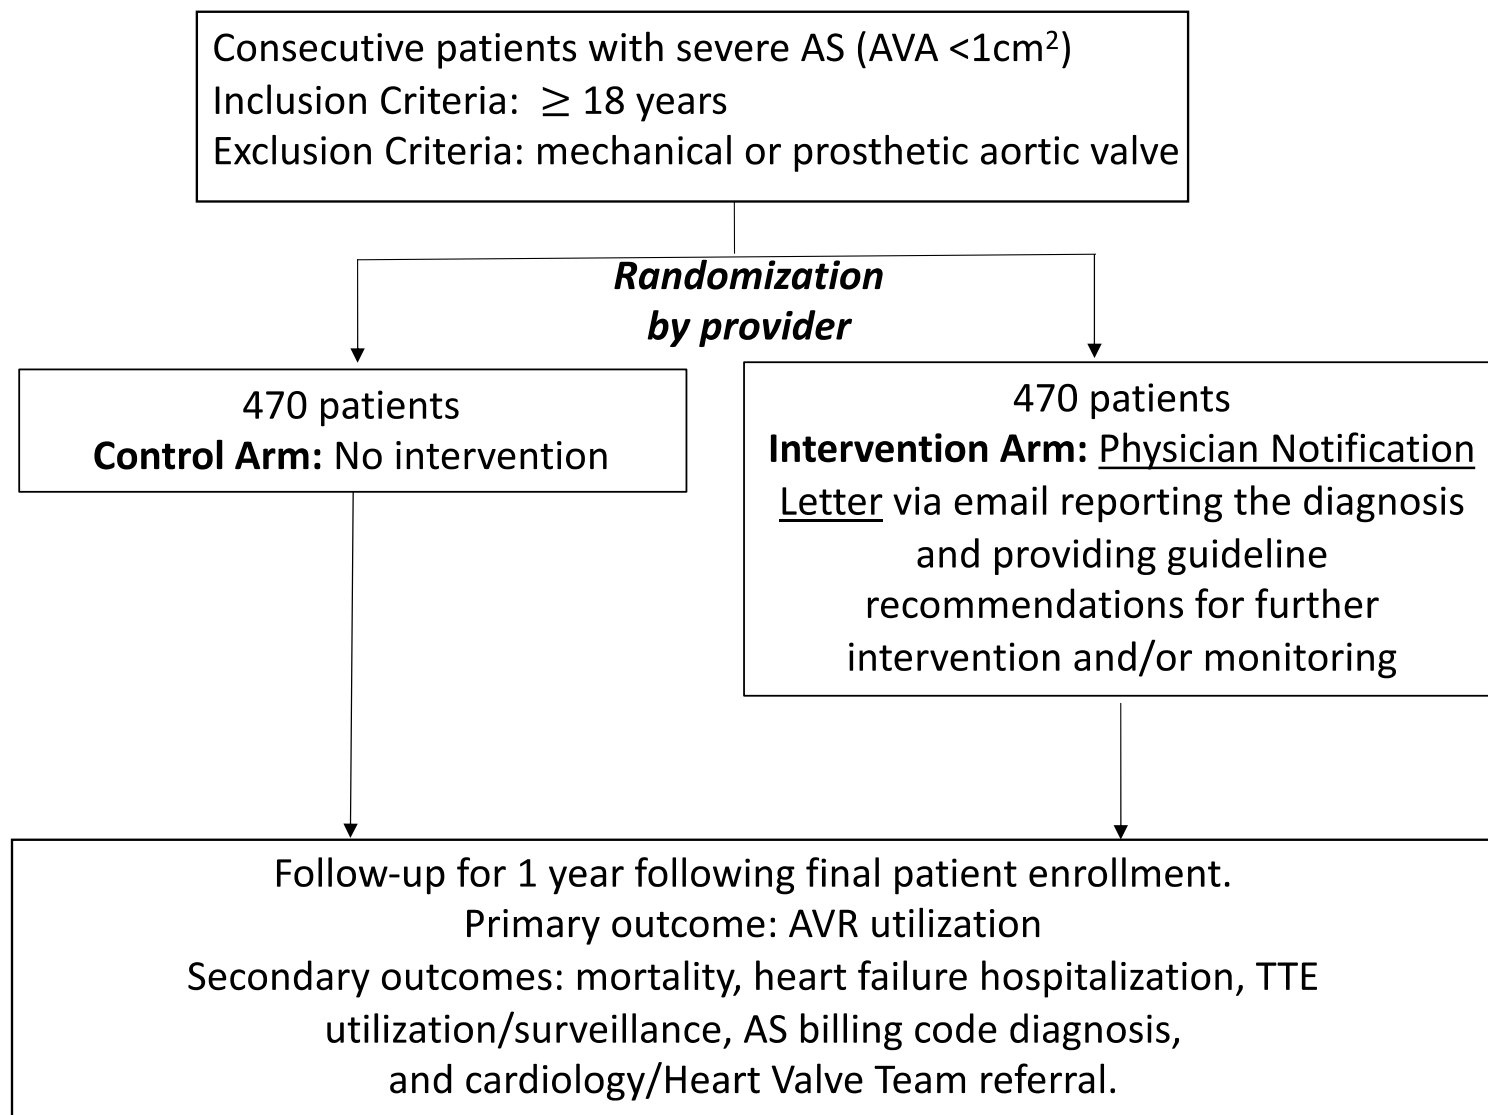 Consecutive patients with severe AS (AVA <1cm²)
Inclusion Criteria: ≥ 18 years
Exclusion Criteria: mechanical or prosthetic aortic valve
Randomization
by provider
470 patients
Control Arm: No intervention
470 patients
Intervention Arm: Physician Notification
Letter via email reporting the diagnosis
and providing guideline
recommendations for further
intervention and/or monitoring
Follow-up for 1 year following final patient enrollment.
Primary outcome: AVR utilization
Secondary outcomes: mortality, heart failure hospitalization, TTE
utilization/surveillance, AS billing code diagnosis,
and cardiology/Heart Valve Team referral.